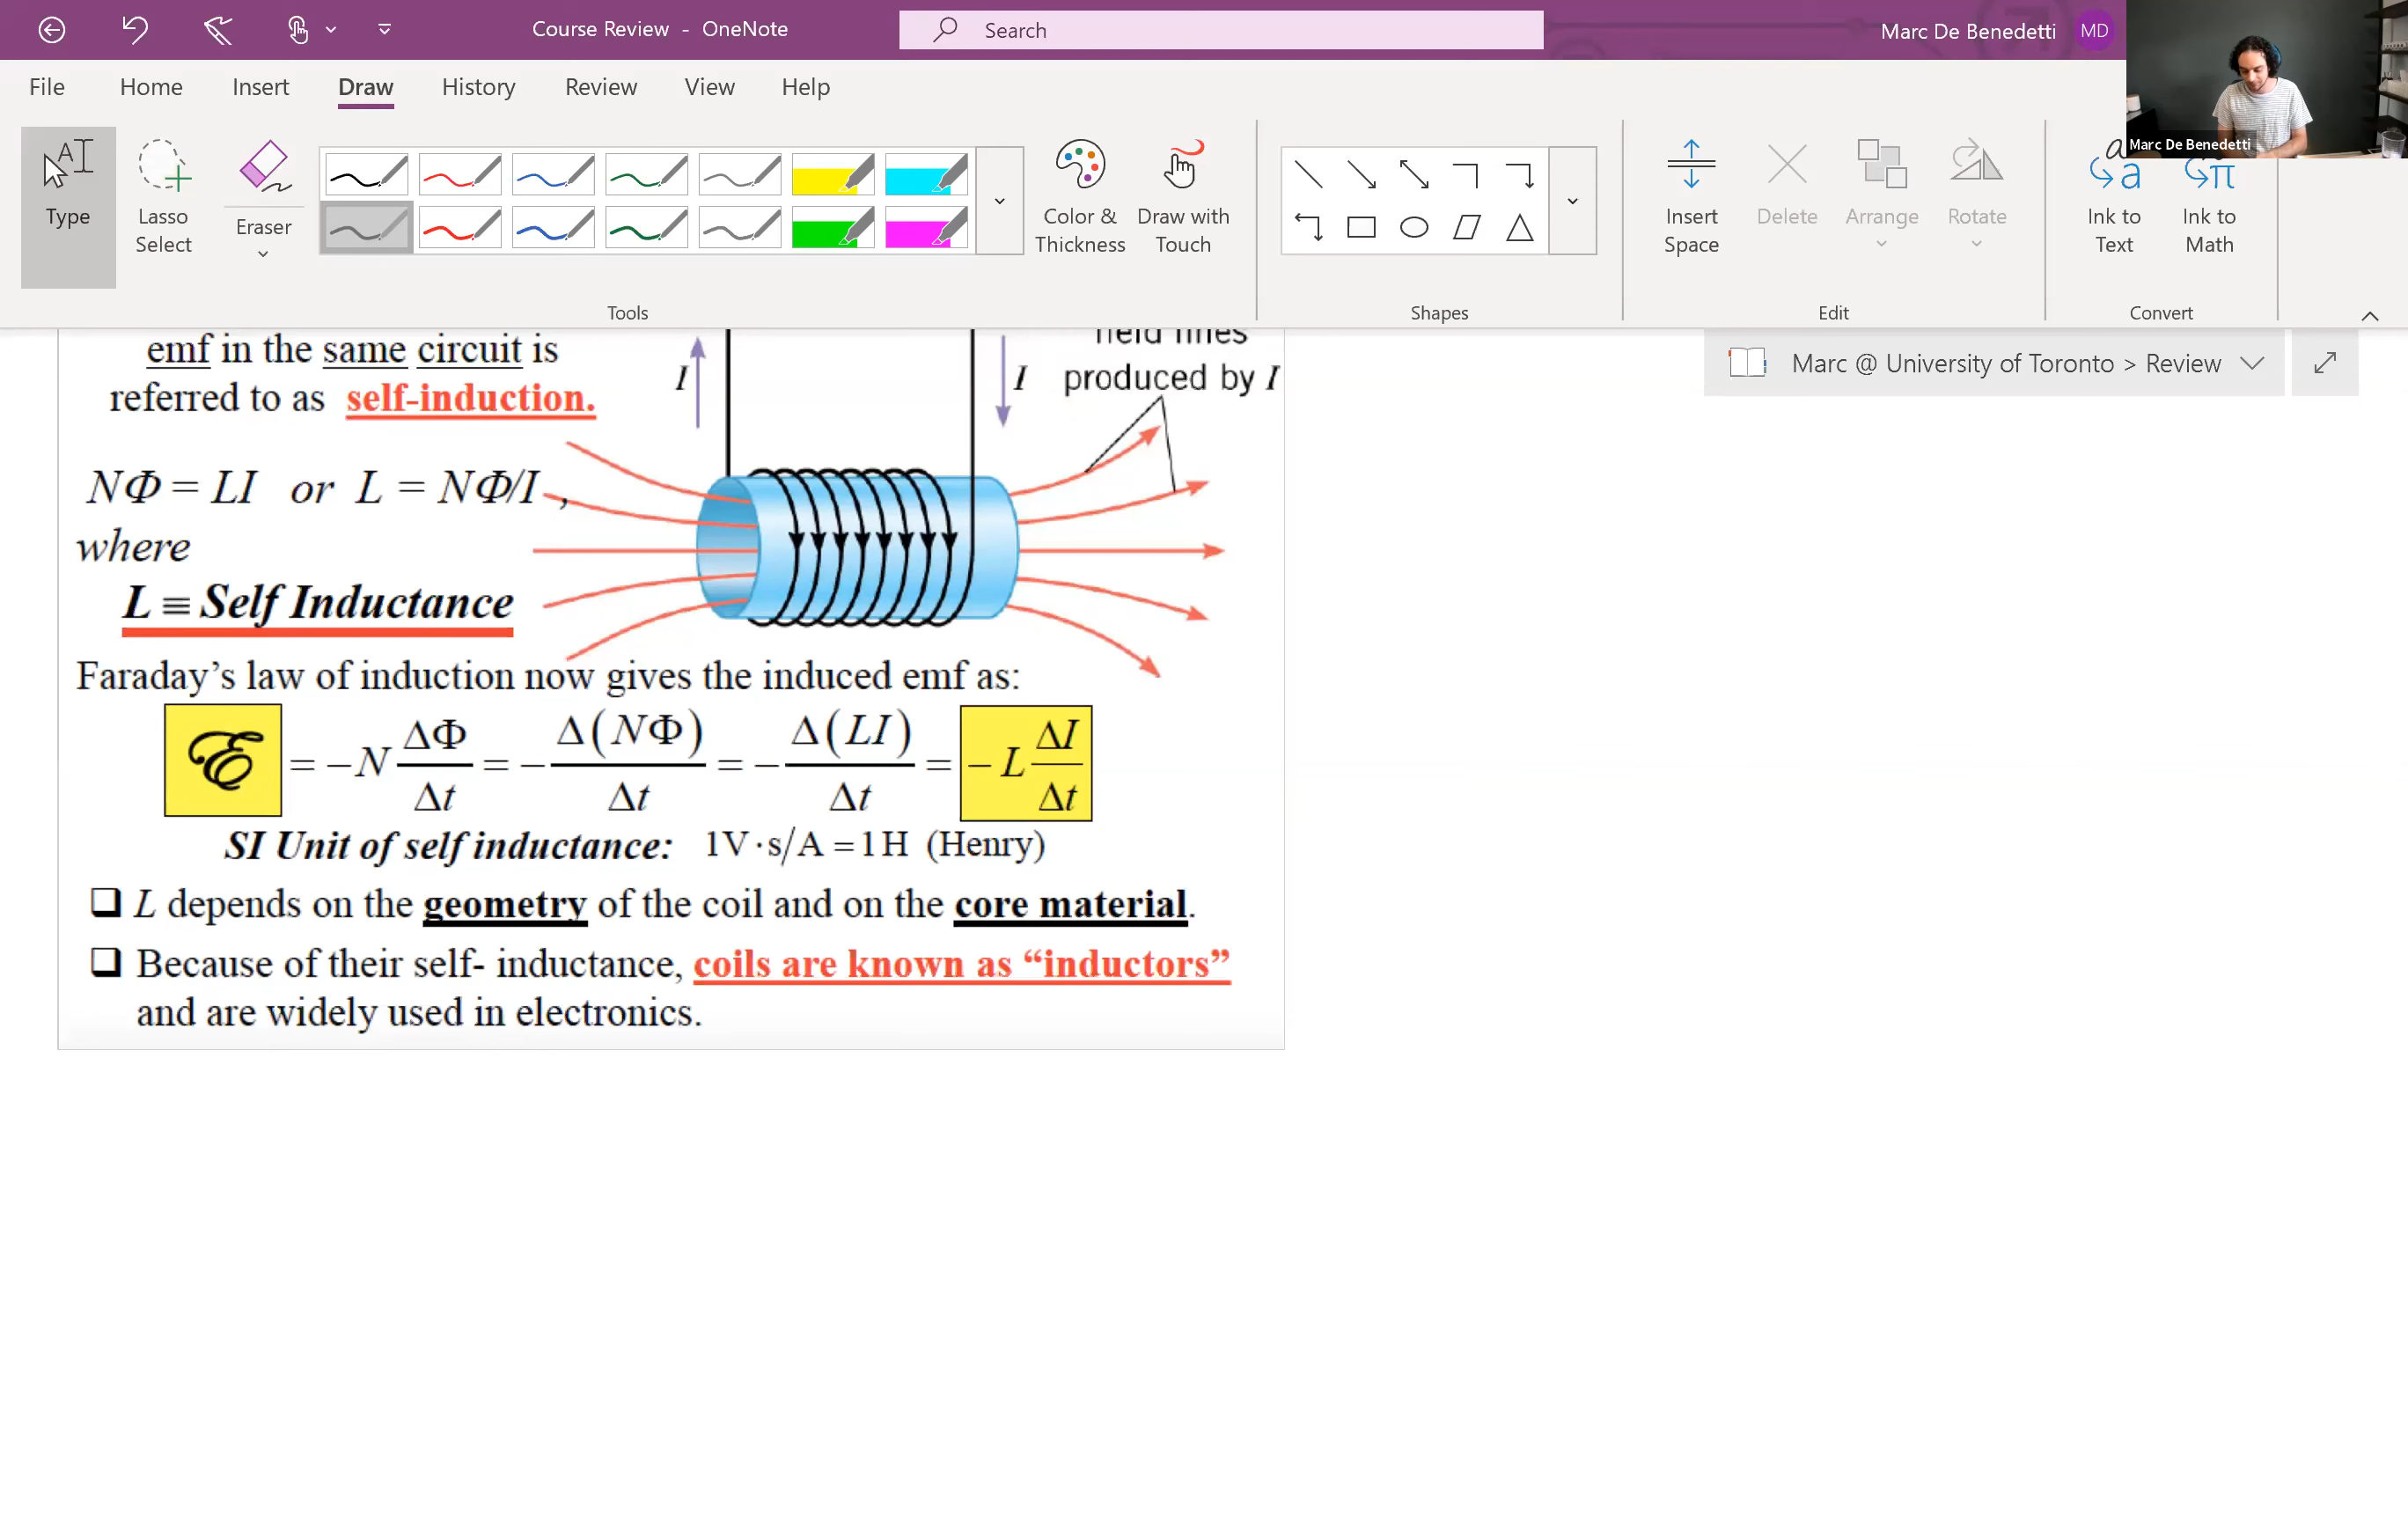 Course Review - OneNote
Search
Marc De Benedetti MD
File Home Insert Draw History Review View Help
Marc De Benedetti
Type
Lasso Select
Eraser
Color & Thickness
Draw with Touch
Insert Space
Delete
Arrange
Rotate
Ink to Text
Ink to Math
Tools
Shapes
Edit
Convert
Marc @ University of Toronto > Review
emf in the same circuit is
referred to as self-induction.
I
I
field lines
produced by I
NΦ = LI or L = NΦ/I ,
where
L ≡ Self Inductance
Faraday’s law of induction now gives the induced emf as:
ℰ = −N ΔΦ/Δt = − Δ(NΦ)/Δt = − Δ(LI)/Δt = − L ΔI/Δt
SI Unit of self inductance: 1V·s/A = 1H (Henry)
❑ L depends on the geometry of the coil and on the core material.
❑ Because of their self- inductance, coils are known as “inductors”
and are widely used in electronics.